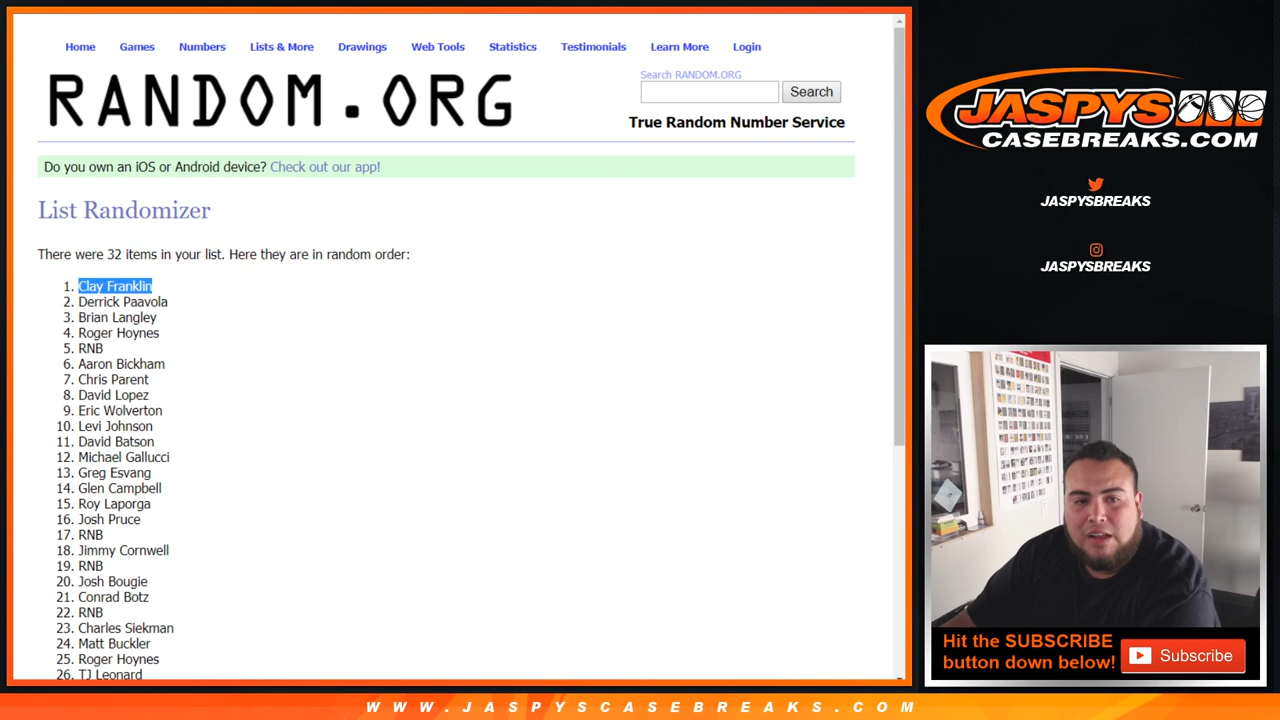 Home Games Numbers Lists & More Drawings Web Tools Statistics Testimonials Learn More Login
RANDOM.ORG
Search RANDOM.ORG
Search
True Random Number Service
Do you own an iOS or Android device? Check out our app!
List Randomizer
There were 32 items in your list. Here they are in random order:
1. Clay Franklin
2. Derrick Paavola
3. Brian Langley
4. Roger Hoynes
5. RNB
6. Aaron Bickham
7. Chris Parent
8. David Lopez
9. Eric Wolverton
10. Levi Johnson
11. David Batson
12. Michael Gallucci
13. Greg Esvang
14. Glen Campbell
15. Roy Laporga
16. Josh Pruce
17. RNB
18. Jimmy Cornwell
19. RNB
20. Josh Bougie
21. Conrad Botz
22. RNB
23. Charles Siekman
24. Matt Buckler
25. Roger Hoynes
26. TJ Leonard
JASPYS
CASEBREAKS.COM
JASPYSBREAKS
JASPYSBREAKS
Hit the SUBSCRIBE
button down below!
Subscribe
WWW.JASPYSCASEBREAKS.COM